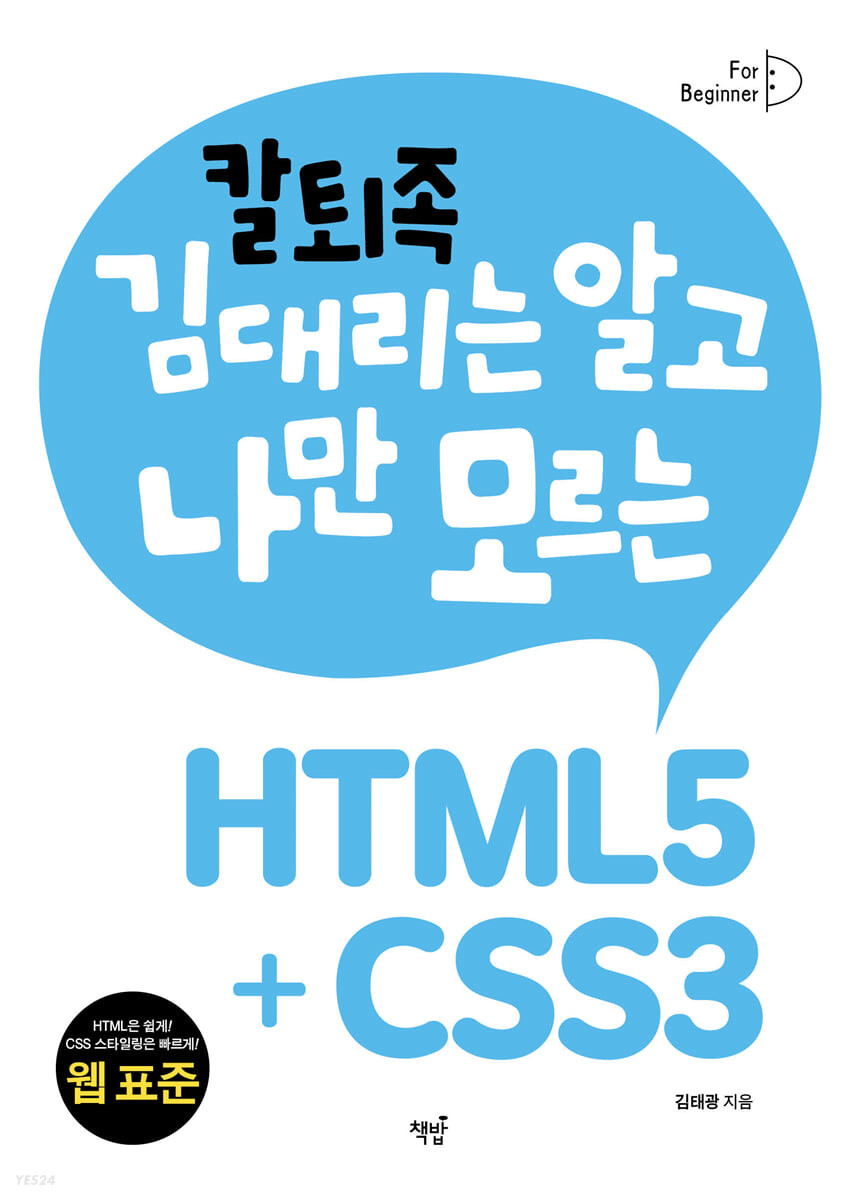 For
Beginner
칼퇴족
김대리는 알고
나만 모르는
HTML5
+ CSS3
HTML은 쉽게!
CSS 스타일링은 빠르게!
웹 표준
김태광 지음
책밥
YES24